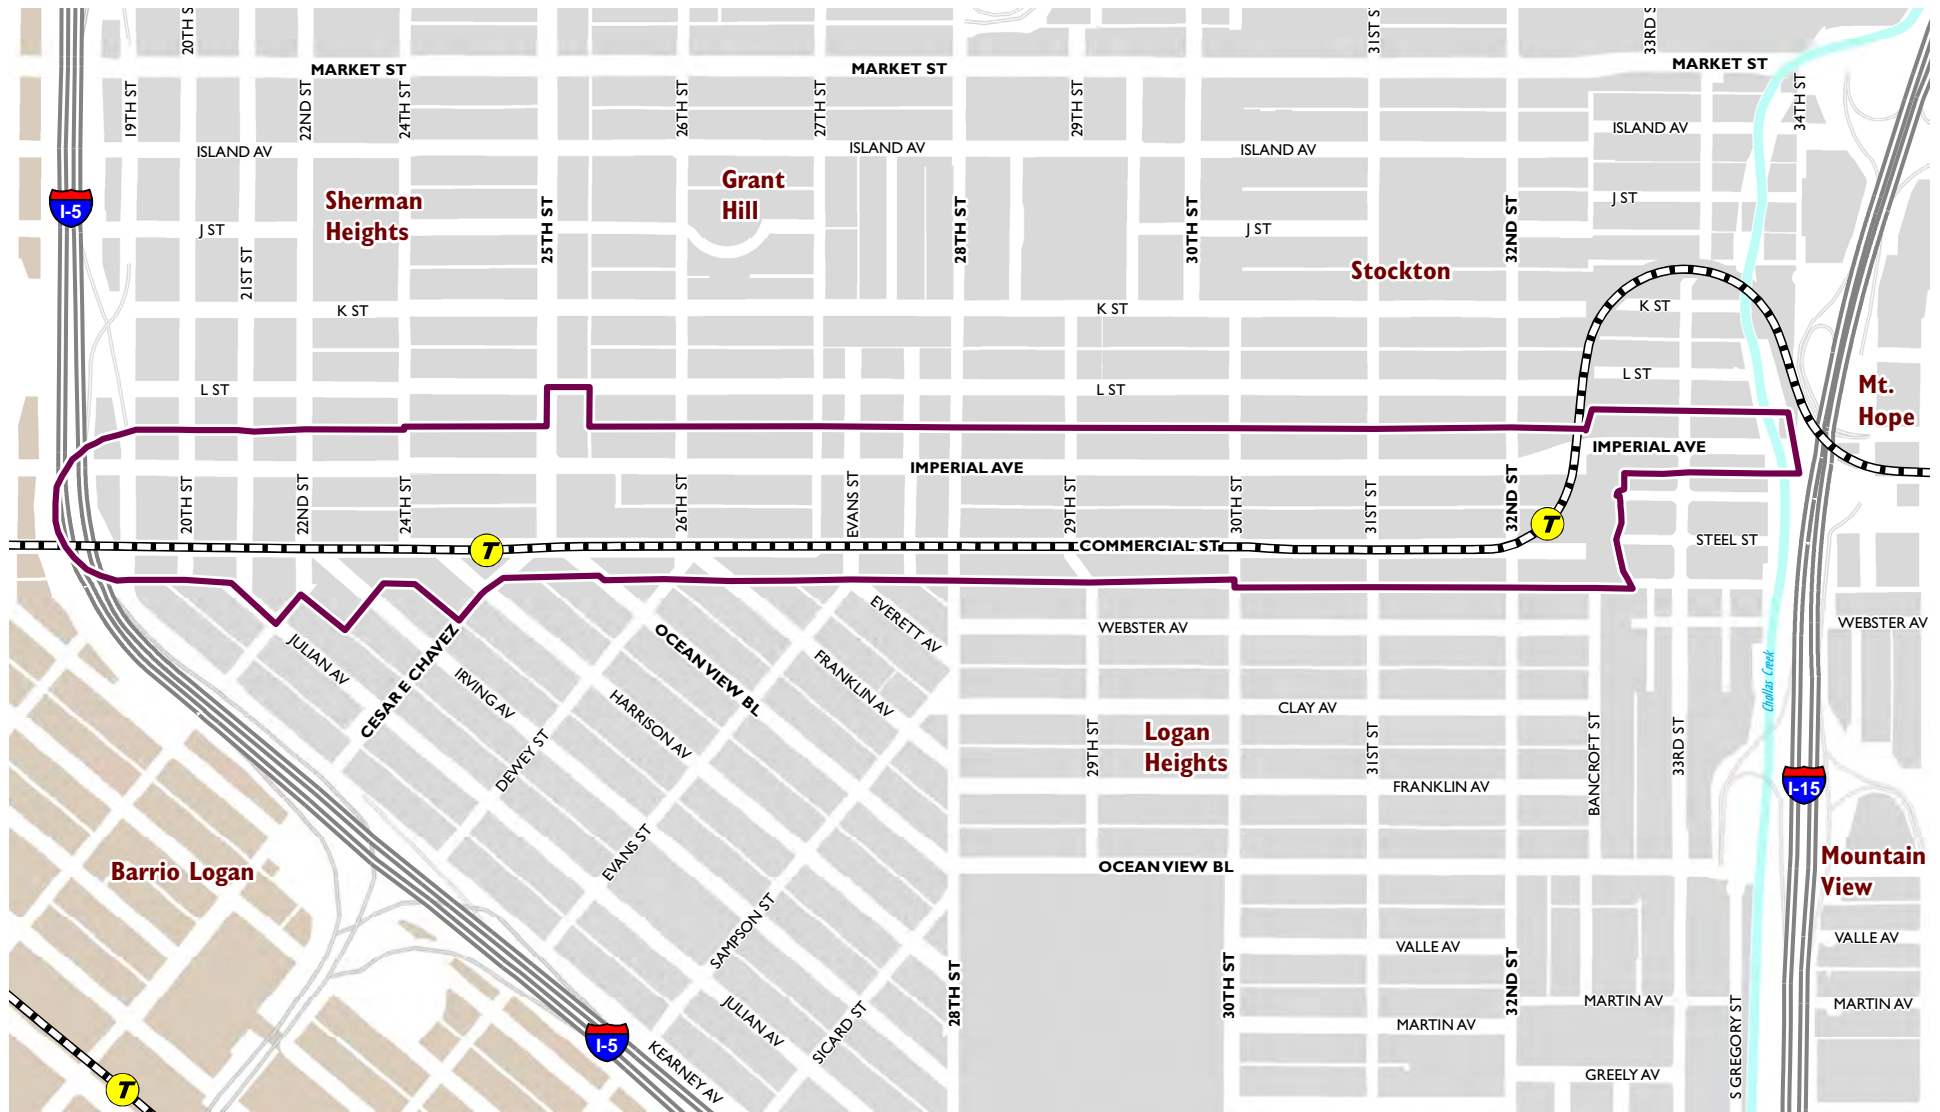 20TH S
31ST S
33RD S
MARKET ST
MARKET ST
MARKET ST
19TH ST
22ND ST
24TH ST
26TH ST
27TH ST
29TH ST
34TH ST
ISLAND AV
ISLAND AV
ISLAND AV
ISLAND AV
Sherman
Heights
Grant
Hill
I-5
J ST
21ST ST
25TH ST
28TH ST
30TH ST
J ST
32ND ST
J ST
Stockton
K ST
K ST
K ST
L ST
L ST
L ST
Mt.
Hope
IMPERIAL AVE
IMPERIAL AVE
20TH ST
22ND ST
24TH ST
26TH ST
EVANS ST
29TH ST
30TH ST
31ST ST
32ND ST
T
T
COMMERCIAL ST
STEEL ST
EVERETT AV
WEBSTER AV
WEBSTER AV
JULIAN AV
CESAR E CHAVEZ
IRVING AV
OCEAN VIEW BL
FRANKLIN AV
HARRISON AV
DEWEY ST
CLAY AV
Chollas Creek
Logan
Heights
29TH ST
31ST ST
BANCROFT ST
33RD ST
FRANKLIN AV
I-15
EVANS ST
Barrio Logan
OCEAN VIEW BL
Mountain
View
SAMPSON ST
VALLE AV
VALLE AV
28TH ST
30TH ST
32ND ST
JULIAN AV
SICARD ST
MARTIN AV
MARTIN AV
MARTIN AV
S GREGORY ST
I-5
KEARNEY AV
GREELY AV
T